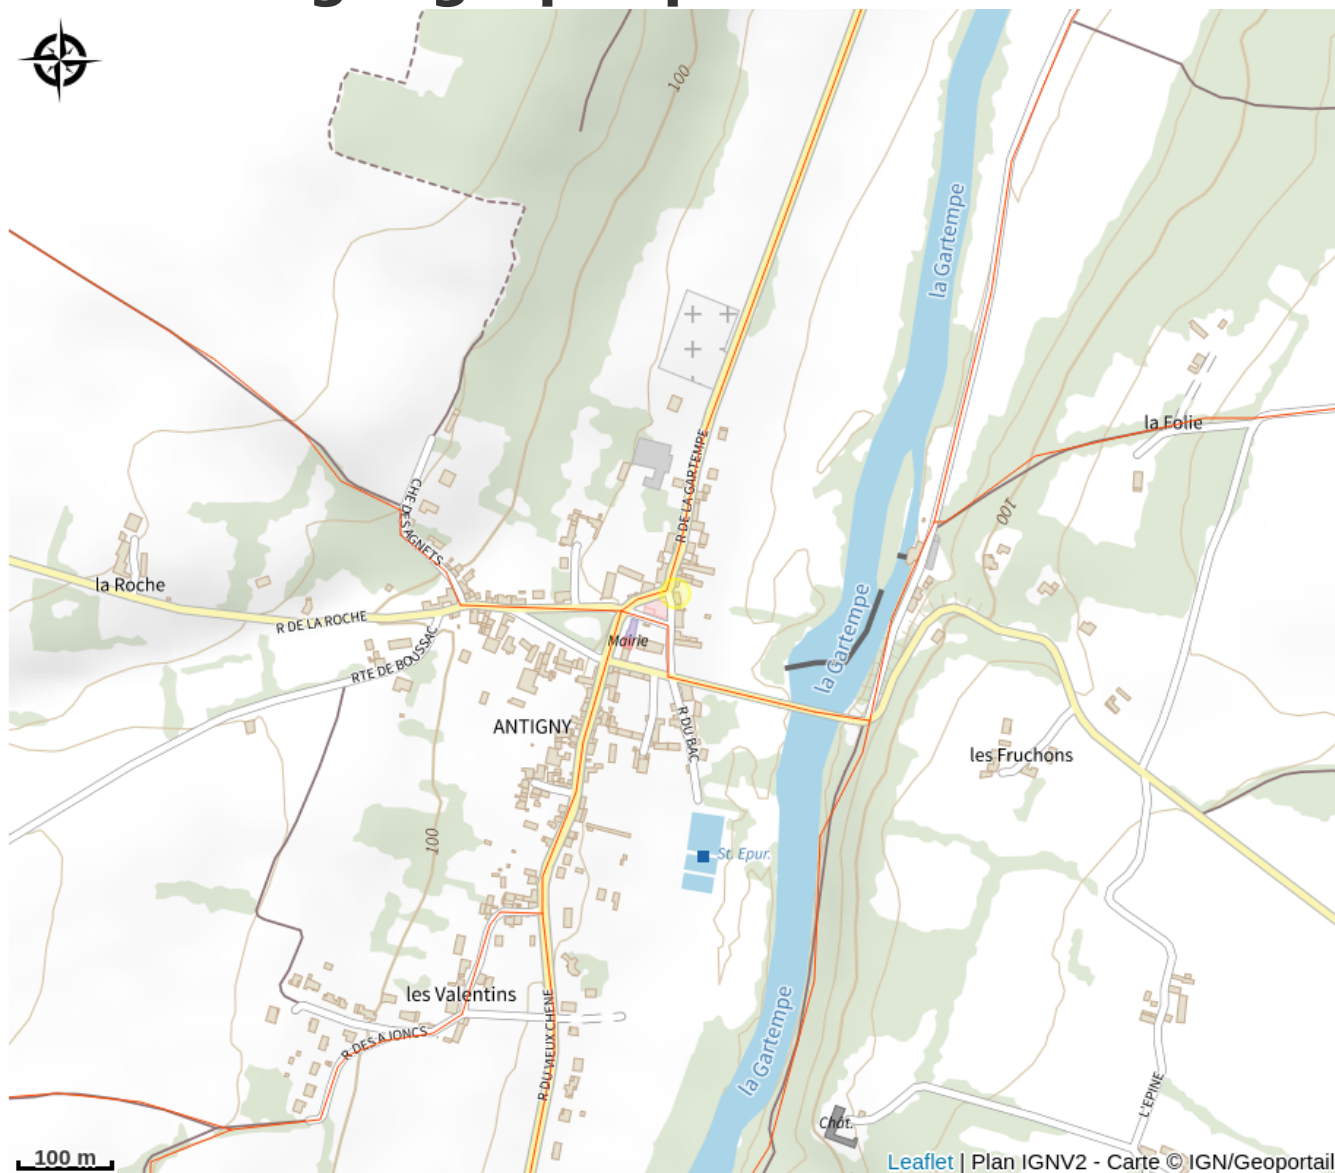 100
la Gartempe
la Folie
R DE LA GARTEMPE
CHE DES AGNETS
100
la Roche
R DE LA ROCHE
Mairie
la Gartempe
RTE DE BOUSSAC
ANTIGNY
R DU BAC
les Fruchons
100
St. Epur.
les Valentins
R DES AJONCS
R DU VIEUX CHENE
la Gartempe
L'EPINE
Chât.
100 m
Leaflet | Plan IGNV2 - Carte © IGN/Geoportail